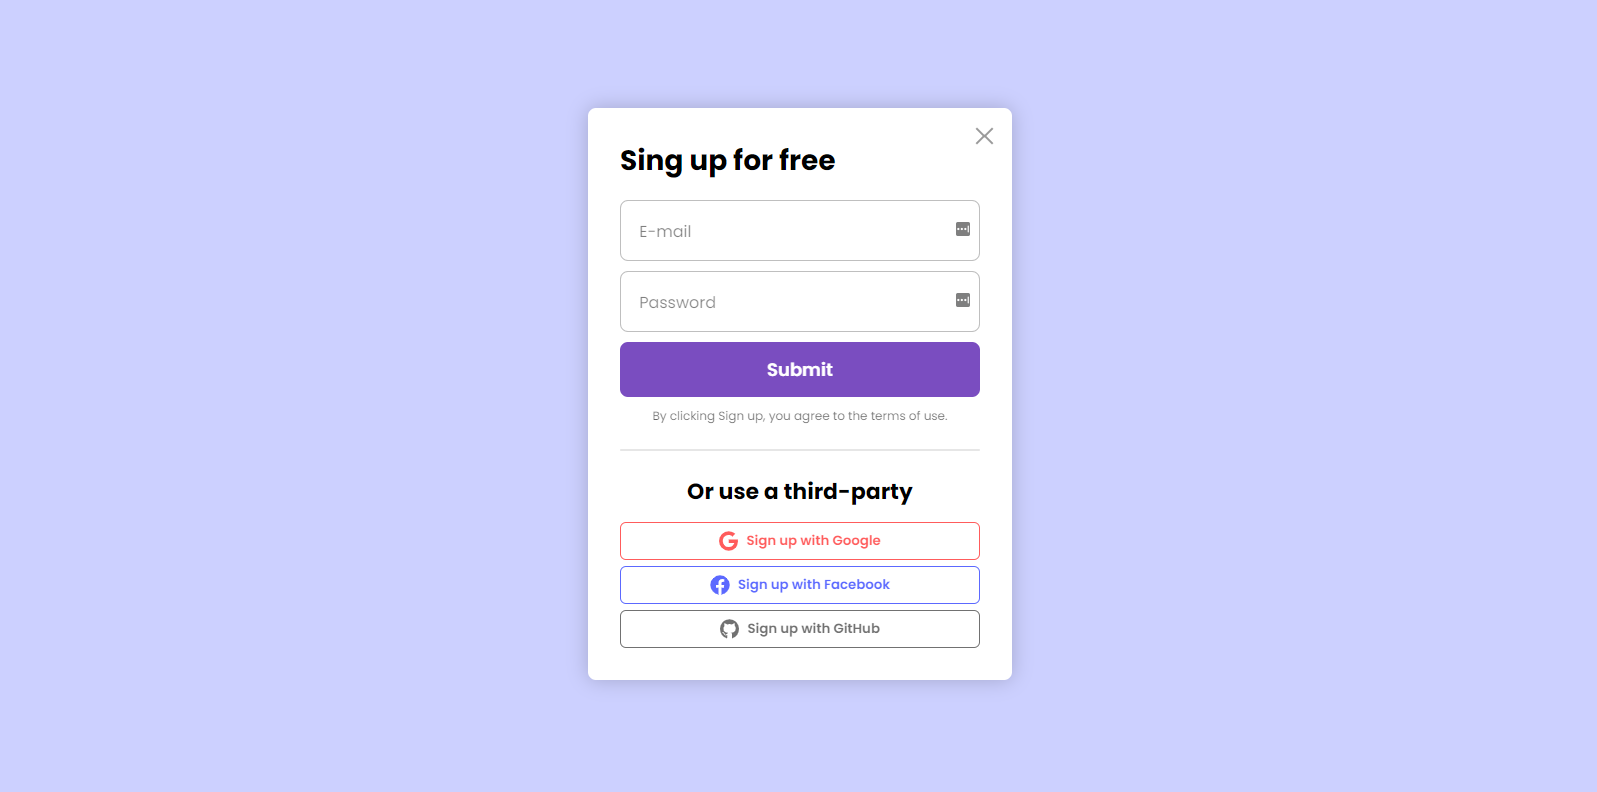 Sing up for free
E-mail
Password
Submit
By clicking Sign up, you agree to the terms of use.
Or use a third-party
Sign up with Google
Sign up with Facebook
Sign up with GitHub